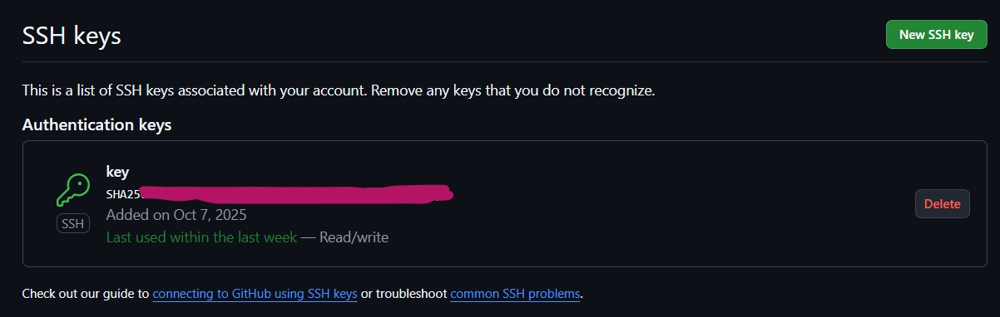 SSH keys
New SSH key
This is a list of SSH keys associated with your account. Remove any keys that you do not recognize.
Authentication keys
key
SHA25
Added on Oct 7, 2025
SSH
Last used within the last week — Read/write
Delete
Check out our guide to connecting to GitHub using SSH keys or troubleshoot common SSH problems.